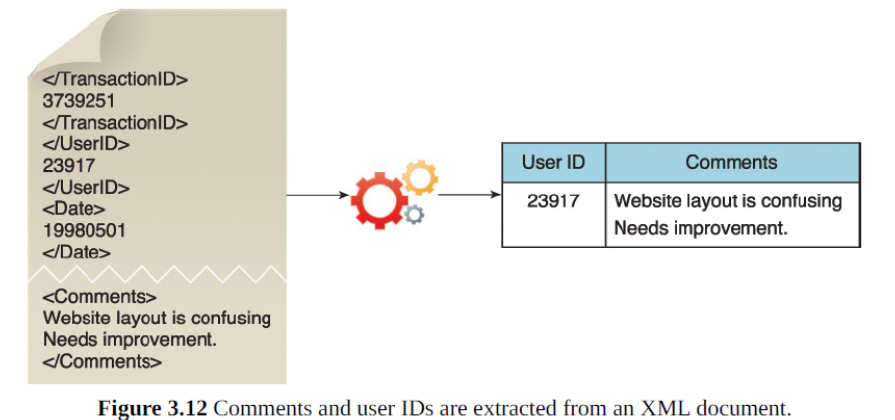 </TransactionID>
3739251
</TransactionID>
</UserID>
23917
</UserID>
<Date>
19980501
</Date>
<Comments>
Website layout is confusing
Needs improvement.
</Comments>
User ID Comments
23917 Website layout is confusing
Needs improvement.
Figure 3.12 Comments and user IDs are extracted from an XML document.